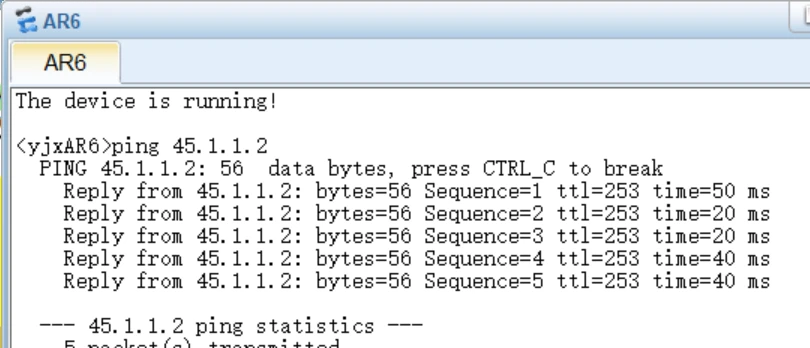 AR6
AR6
The device is running!
<yjxAR6>ping 45.1.1.2
  PING 45.1.1.2: 56  data bytes, press CTRL_C to break
    Reply from 45.1.1.2: bytes=56 Sequence=1 ttl=253 time=50 ms
    Reply from 45.1.1.2: bytes=56 Sequence=2 ttl=253 time=20 ms
    Reply from 45.1.1.2: bytes=56 Sequence=3 ttl=253 time=20 ms
    Reply from 45.1.1.2: bytes=56 Sequence=4 ttl=253 time=40 ms
    Reply from 45.1.1.2: bytes=56 Sequence=5 ttl=253 time=40 ms
  --- 45.1.1.2 ping statistics ---
    5 packet(s) transmitted